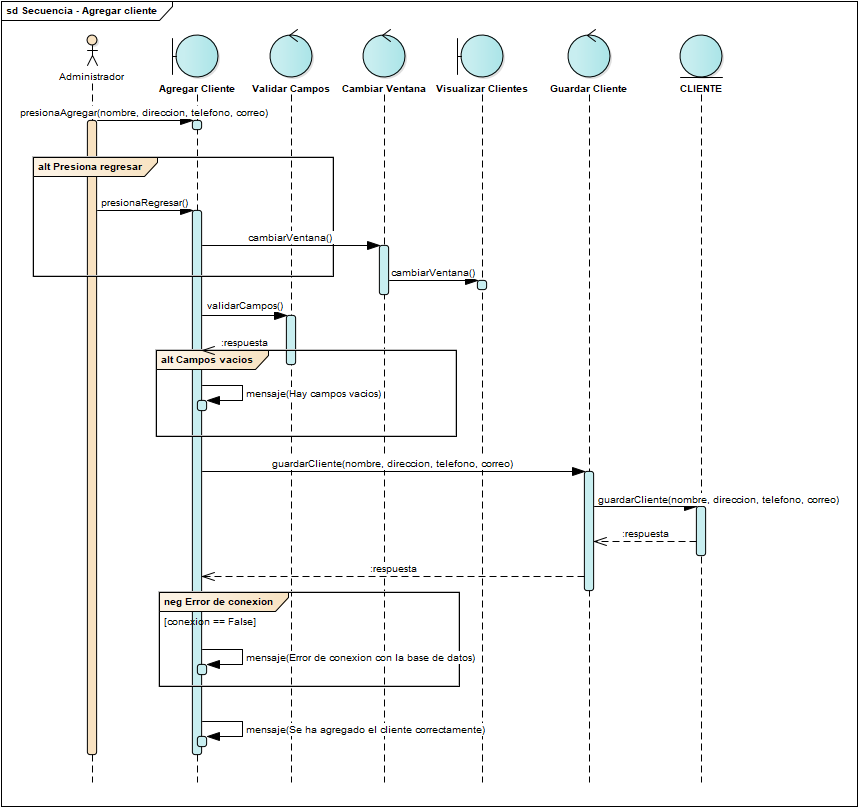 sd Secuencia - Agregar cliente
Administrador
Agregar Cliente
Validar Campos
Cambiar Ventana
Visualizar Clientes
Guardar Cliente
CLIENTE
presionaAgregar(nombre, direccion, telefono, correo)
alt Presiona regresar
presionaRegresar()
cambiarVentana()
cambiarVentana()
validarCampos()
:respuesta
alt Campos vacios
mensaje(Hay campos vacios)
guardarCliente(nombre, direccion, telefono, correo)
guardarCliente(nombre, direccion, telefono, correo)
:respuesta
:respuesta
neg Error de conexion
[conexion == False]
mensaje(Error de conexion con la base de datos)
mensaje(Se ha agregado el cliente correctamente)